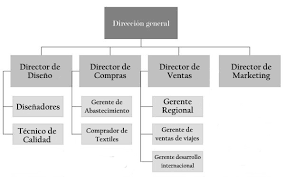 Dirección general
Director de
Diseño
Director de
Compras
Director de
Ventas
Director de
Marketing
Diseñadores
Técnico de
Calidad
Gerente de
Abastecimiento
Comprador de
Textiles
Gerente
Regional
Gerente de
ventas de viajes
Gerente desarrollo
internacional